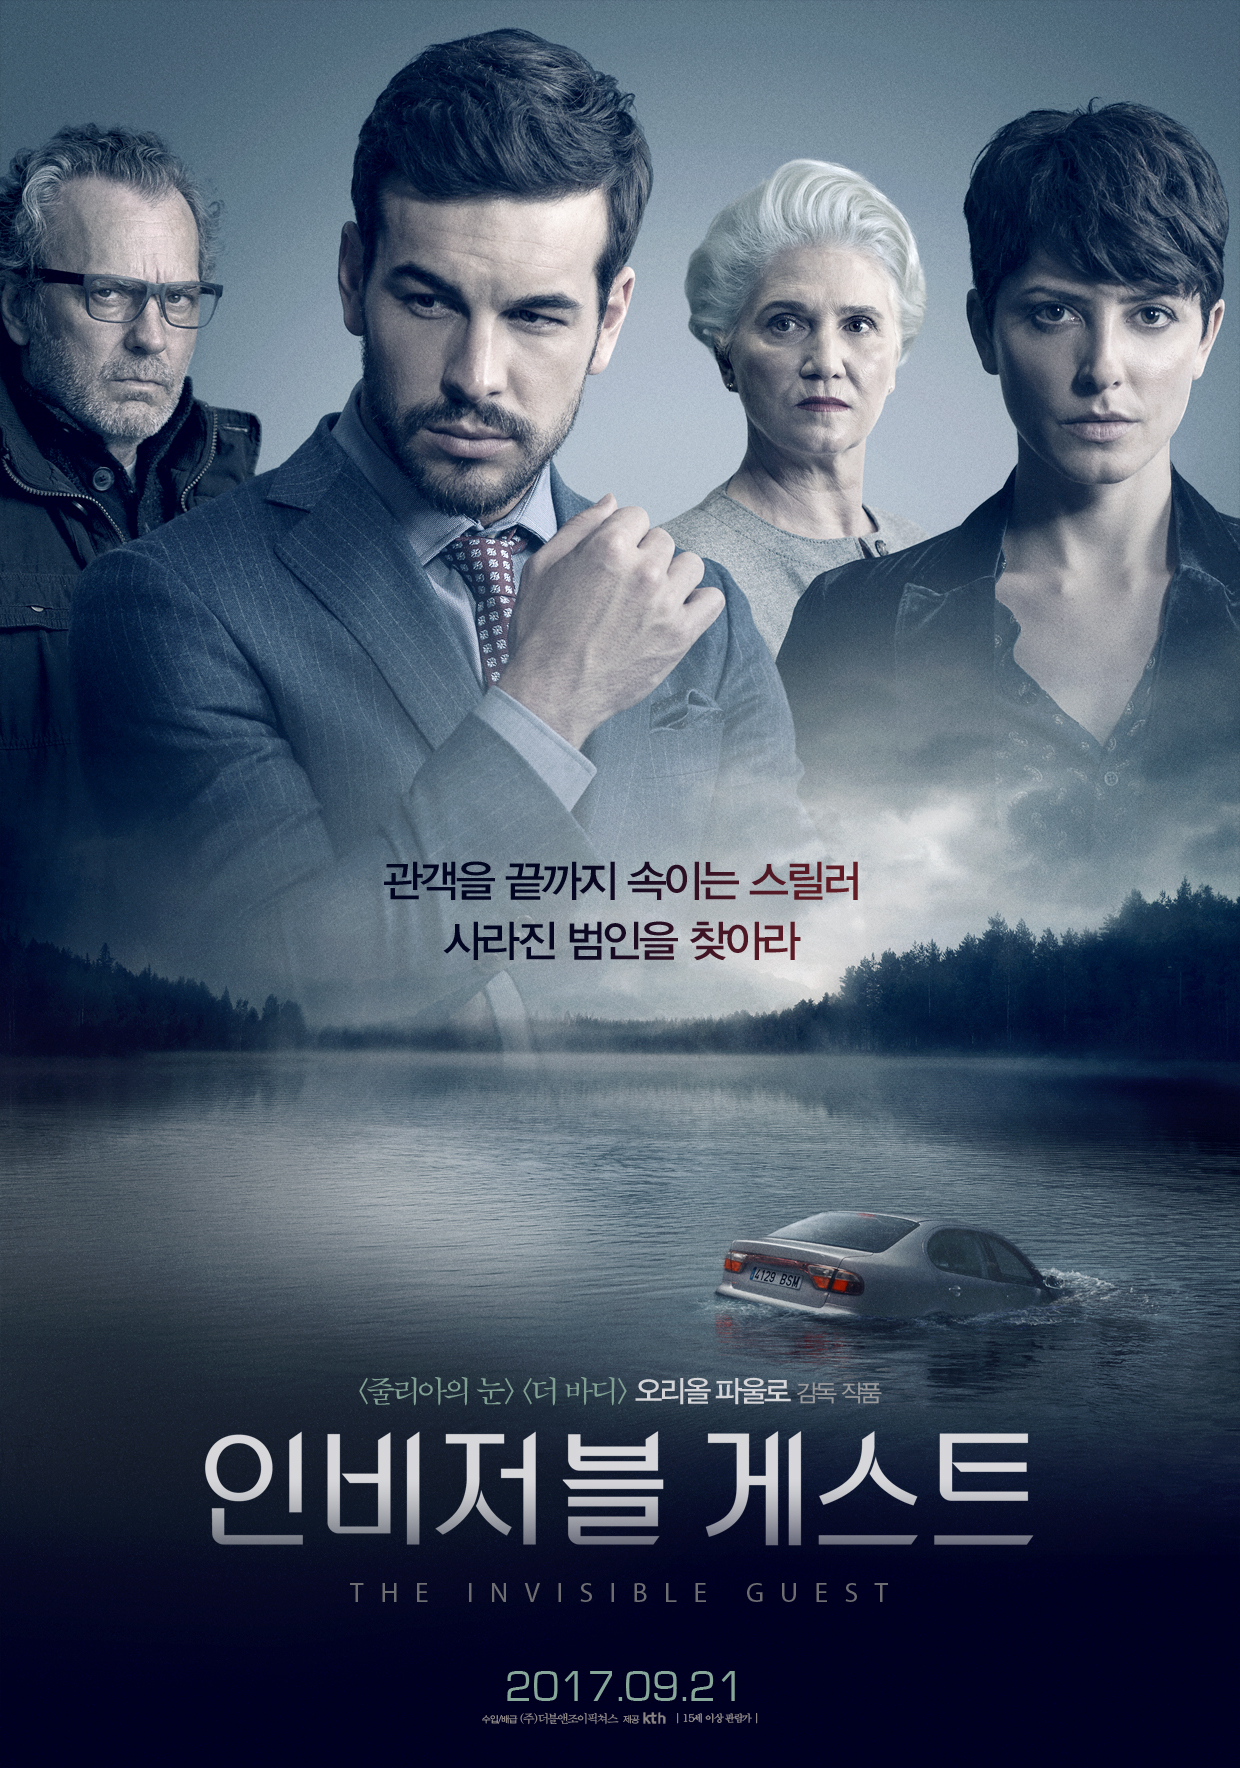 관객을 끝까지 속이는 스릴러
사라진 범인을 찾아라
4129 BSM
<줄리아의 눈> <더 바디> 오리올 파울로 감독 작품
인비저블 게스트
THE INVISIBLE GUEST
2017.09.21
수입/배급 (주)더블앤조이픽쳐스 제공 kth | 15세 이상 관람가 |